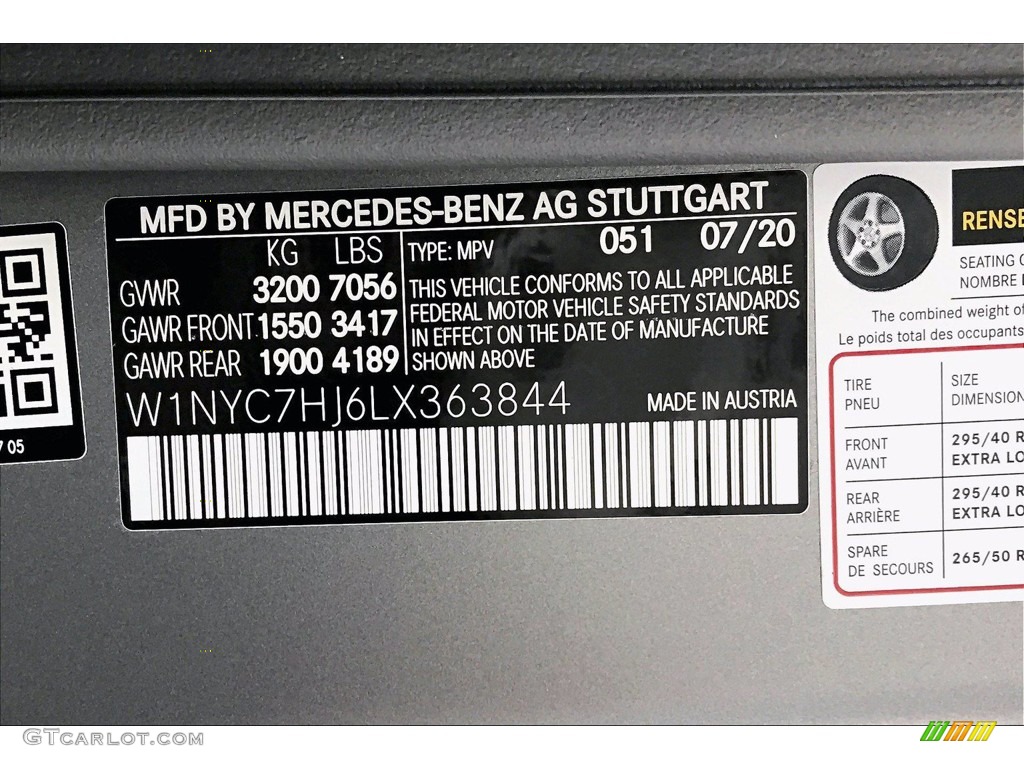 MFD BY MERCEDES-BENZ AG STUTTGART
KG LBS
TYPE: MPV 051 07/20
GVWR 3200 7056
GAWR FRONT 1550 3417
GAWR REAR 1900 4189
THIS VEHICLE CONFORMS TO ALL APPLICABLE
FEDERAL MOTOR VEHICLE SAFETY STANDARDS
IN EFFECT ON THE DATE OF MANUFACTURE
SHOWN ABOVE
W1NYC7HJ6LX363844
MADE IN AUSTRIA
05
SEATING
NOMBRE
The combined weight
Le poids total des occupants
TIRE
PNEU
SIZE
DIMENSION
FRONT
AVANT
295/40 R
EXTRA
REAR
ARRIÈRE
295/40 R
EXTRA
SPARE
DE SECOURS
265/50 R
GTcarlot.com